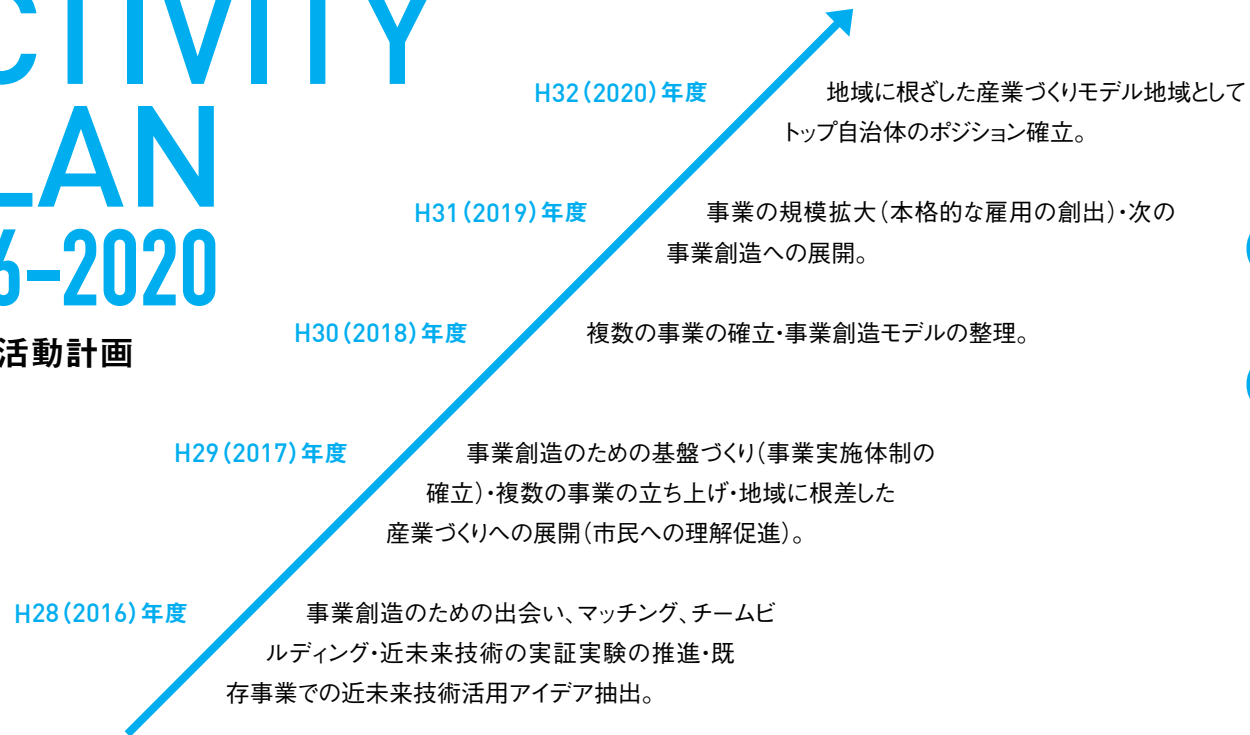 CTIVITY
LAN
6–2020
活動計画
H32(2020)年度
地域に根ざした産業づくりモデル地域として
トップ自治体のポジション確立。
H31(2019)年度
事業の規模拡大(本格的な雇用の創出)・次の
事業創造への展開。
H30(2018)年度
複数の事業の確立・事業創造モデルの整理。
H29(2017)年度
事業創造のための基盤づくり(事業実施体制の
確立)・複数の事業の立ち上げ・地域に根差した
産業づくりへの展開(市民への理解促進)。
H28(2016)年度
事業創造のための出会い、マッチング、チームビ
ルディング・近未来技術の実証実験の推進・既
存事業での近未来技術活用アイデア抽出。